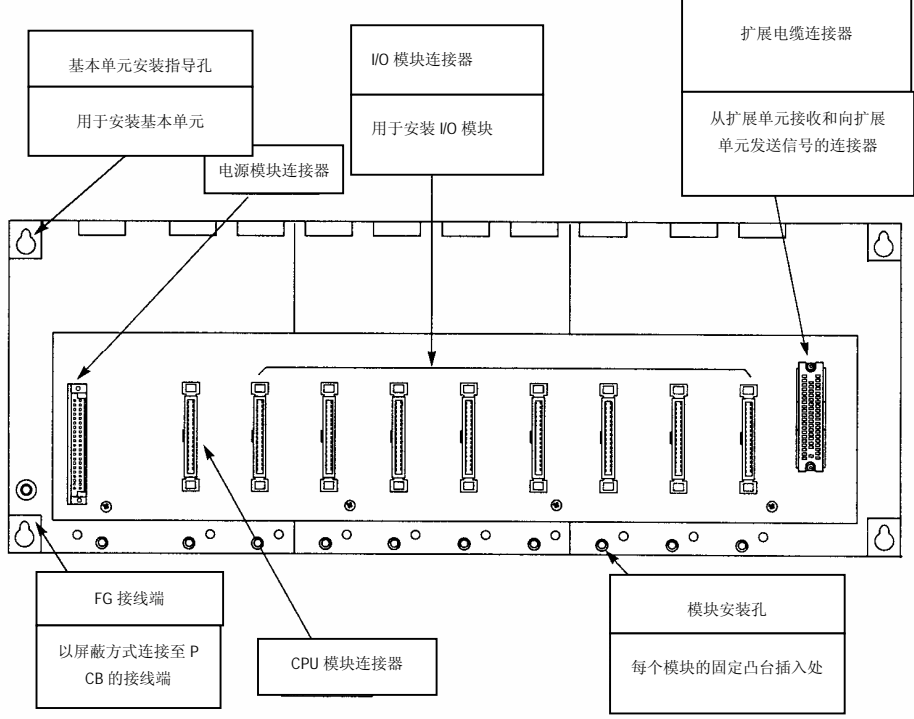 基本单元安装指导孔
用于安装基本单元
电源模块连接器
I/O 模块连接器
用于安装 I/O 模块
扩展电缆连接器
从扩展单元接收和向扩展
单元发送信号的连接器
FG 接线端
以屏蔽方式连接至 P
CB 的接线端
CPU 模块连接器
模块安装孔
每个模块的固定凸台插入处